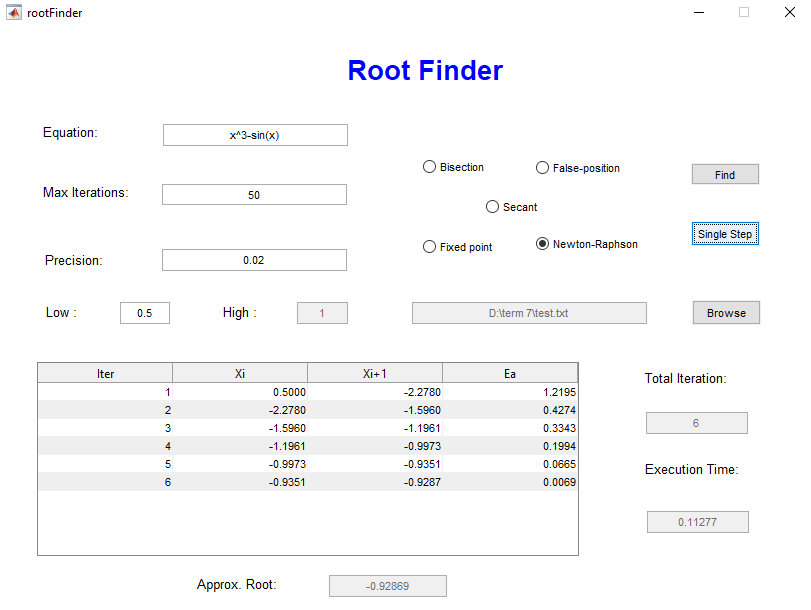 rootFinder
Root Finder
Equation: x^3-sin(x)
Bisection False-position Find
Max Iterations: 50
Secant
Single Step
Fixed point Newton-Raphson
Precision: 0.02
Low : 0.5 High : 1 D:\term 7\test.txt Browse
Iter Xi Xi+1 Ea
1 0.5000 -2.2780 1.2195
2 -2.2780 -1.5960 0.4274
3 -1.5960 -1.1961 0.3343
4 -1.1961 -0.9973 0.1994
5 -0.9973 -0.9351 0.0665
6 -0.9351 -0.9287 0.0069
Total Iteration:
6
Execution Time:
0.11277
Approx. Root: -0.92869